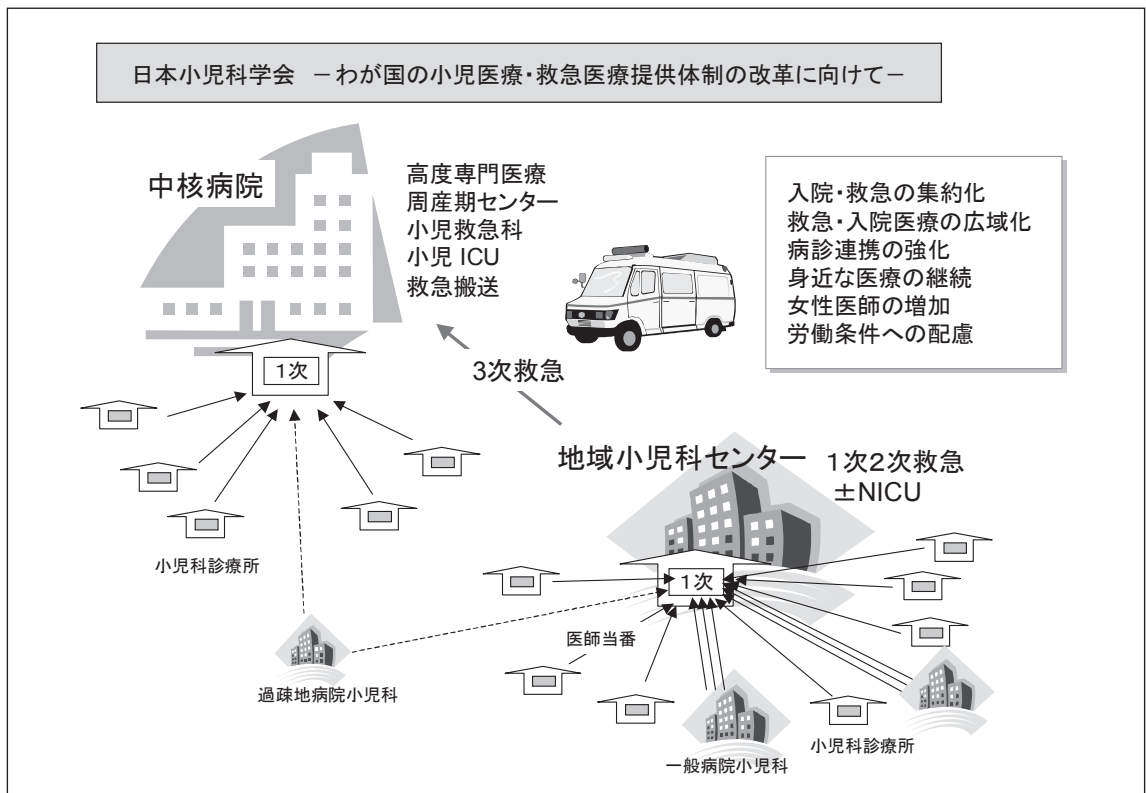 日本小児科学会 －わが国の小児医療・救急医療提供体制の改革に向けて－
中核病院
高度専門医療
周産期センター
小児救急科
小児 ICU
救急搬送
入院・救急の集約化
救急・入院医療の広域化
病診連携の強化
身近な医療の継続
女性医師の増加
労働条件への配慮
1次
3次救急
小児科診療所
地域小児科センター
1次2次救急
±NICU
1次
医師当番
過疎地病院小児科
一般病院小児科
小児科診療所